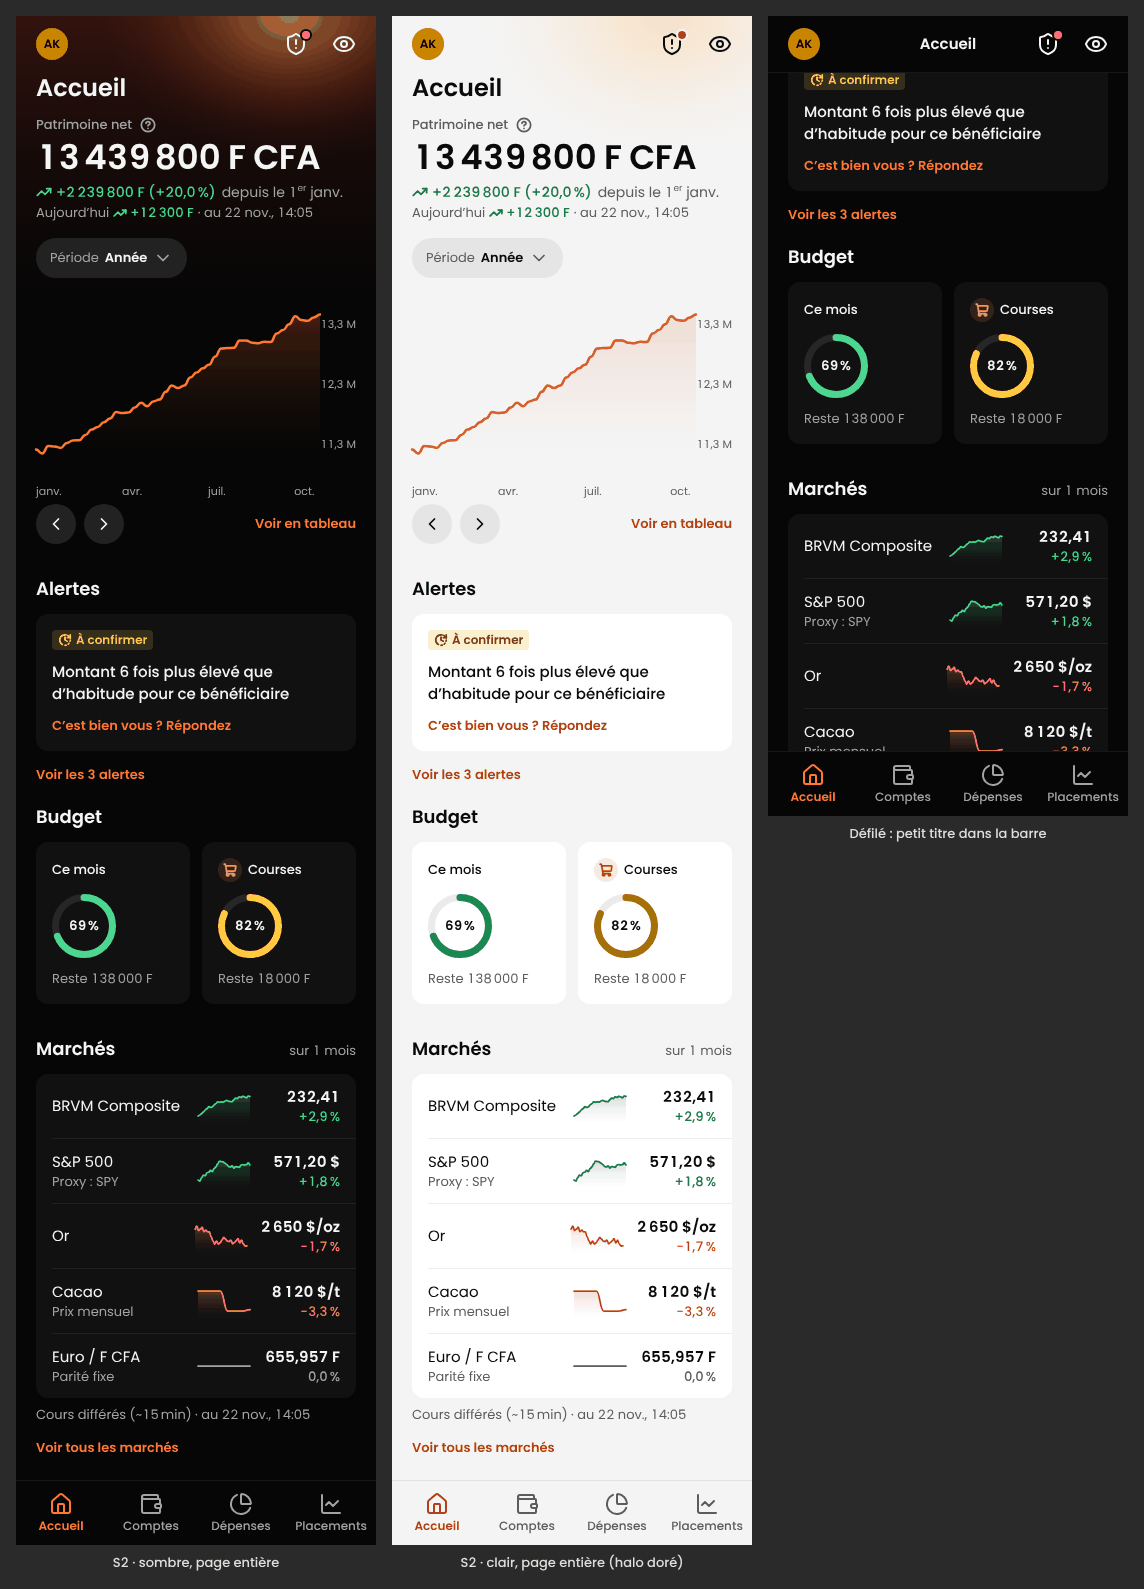 AK
Accueil
Patrimoine net
13 439 800 F CFA
+2 239 800 F (+20,0 %) depuis le 1er janv.
Aujourd’hui +12 300 F · au 22 nov., 14:05
Période Année
13,3 M
12,3 M
11,3 M
janv. avr. juil. oct.
Voir en tableau
Alertes
À confirmer
Montant 6 fois plus élevé que
d’habitude pour ce bénéficiaire
C’est bien vous ? Répondez
Voir les 3 alertes
Budget
Ce mois Courses
69 % 82 %
Reste 138 000 F Reste 18 000 F
Marchés sur 1 mois
BRVM Composite 232,41
+2,9 %
S&P 500 571,20 $
Proxy : SPY +1,8 %
Or 2 650 $/oz
−1,7 %
Cacao 8 120 $/t
Prix mensuel −3,3 %
Euro / F CFA 655,957 F
Parité fixe 0,0 %
Cours différés (~15 min) · au 22 nov., 14:05
Voir tous les marchés
Accueil Comptes Dépenses Placements
S2 · sombre, page entière
AK
Accueil
Patrimoine net
13 439 800 F CFA
+2 239 800 F (+20,0 %) depuis le 1er janv.
Aujourd’hui +12 300 F · au 22 nov., 14:05
Période Année
13,3 M
12,3 M
11,3 M
janv. avr. juil. oct.
Voir en tableau
Alertes
À confirmer
Montant 6 fois plus élevé que
d’habitude pour ce bénéficiaire
C’est bien vous ? Répondez
Voir les 3 alertes
Budget
Ce mois Courses
69 % 82 %
Reste 138 000 F Reste 18 000 F
Marchés sur 1 mois
BRVM Composite 232,41
+2,9 %
S&P 500 571,20 $
Proxy : SPY +1,8 %
Or 2 650 $/oz
−1,7 %
Cacao 8 120 $/t
Prix mensuel −3,3 %
Euro / F CFA 655,957 F
Parité fixe 0,0 %
Cours différés (~15 min) · au 22 nov., 14:05
Voir tous les marchés
Accueil Comptes Dépenses Placements
S2 · clair, page entière (halo doré)
AK Accueil
À confirmer
Montant 6 fois plus élevé que
d’habitude pour ce bénéficiaire
C’est bien vous ? Répondez
Voir les 3 alertes
Budget
Ce mois Courses
69 % 82 %
Reste 138 000 F Reste 18 000 F
Marchés sur 1 mois
BRVM Composite 232,41
+2,9 %
S&P 500 571,20 $
Proxy : SPY +1,8 %
Or 2 650 $/oz
−1,7 %
Cacao 8 120 $/t
Prix mensuel −3,3 %
Accueil Comptes Dépenses Placements
Défilé : petit titre dans la barre